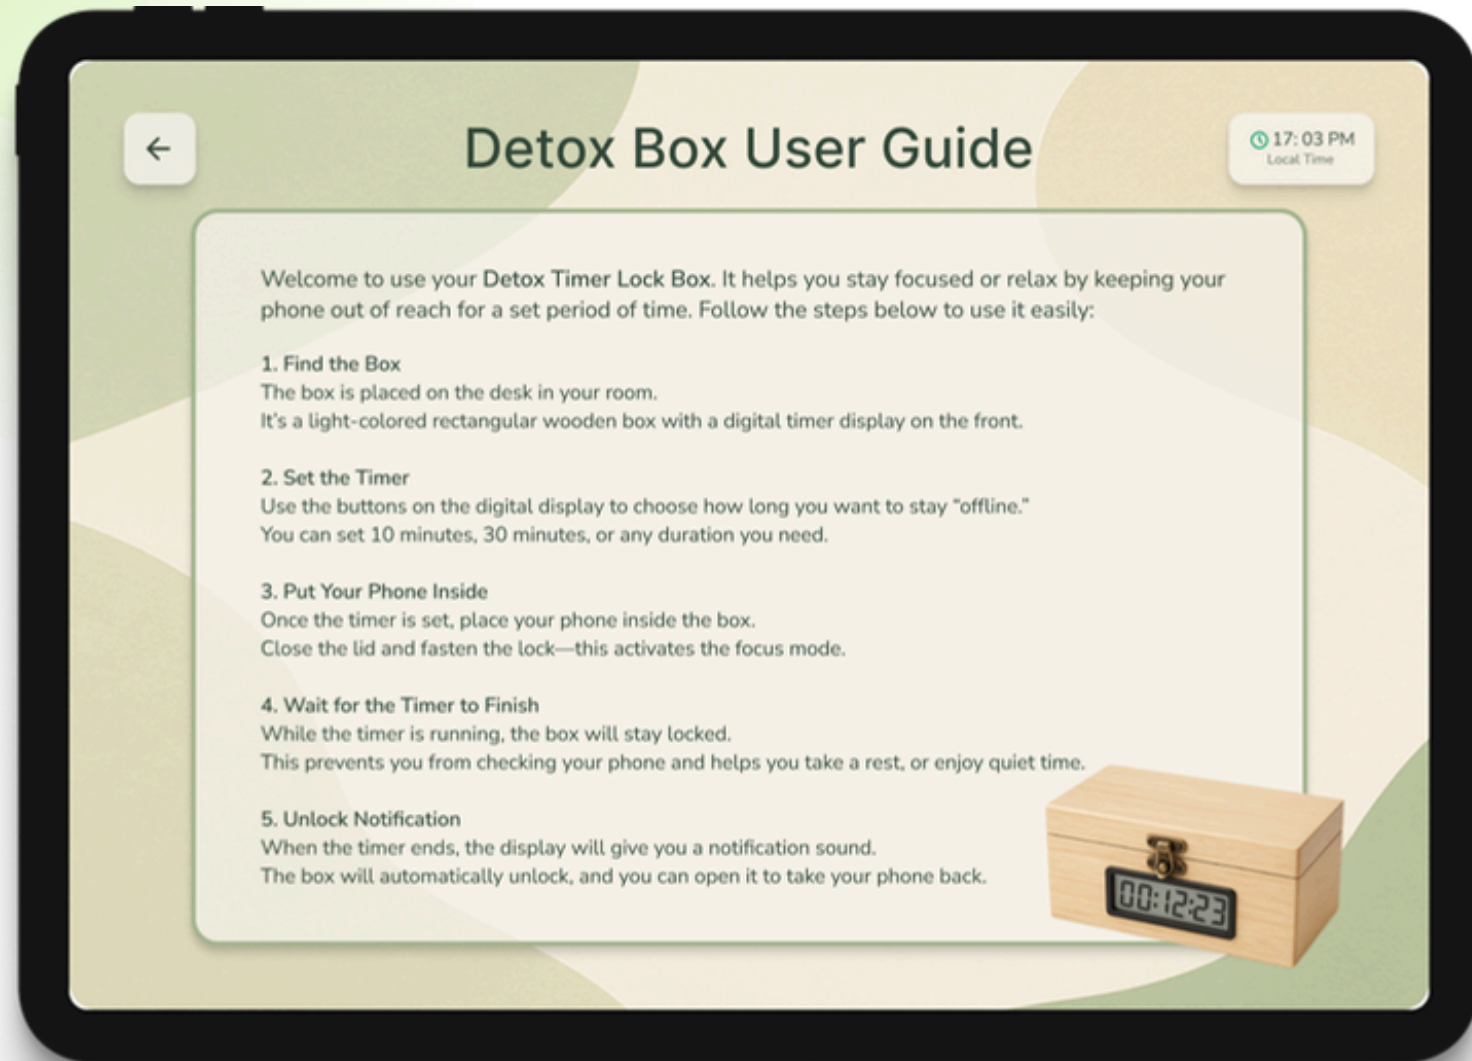 Detox Box User Guide
17: 03 PM
Local Time
Welcome to use your Detox Timer Lock Box. It helps you stay focused or relax by keeping your
phone out of reach for a set period of time. Follow the steps below to use it easily:
1. Find the Box
The box is placed on the desk in your room.
It's a light-colored rectangular wooden box with a digital timer display on the front.
2. Set the Timer
Use the buttons on the digital display to choose how long you want to stay "offline."
You can set 10 minutes, 30 minutes, or any duration you need.
3. Put Your Phone Inside
Once the timer is set, place your phone inside the box.
Close the lid and fasten the lock—this activates the focus mode.
4. Wait for the Timer to Finish
While the timer is running, the box will stay locked.
This prevents you from checking your phone and helps you take a rest, or enjoy quiet time.
5. Unlock Notification
When the timer ends, the display will give you a notification sound.
The box will automatically unlock, and you can open it to take your phone back.
00:12:23